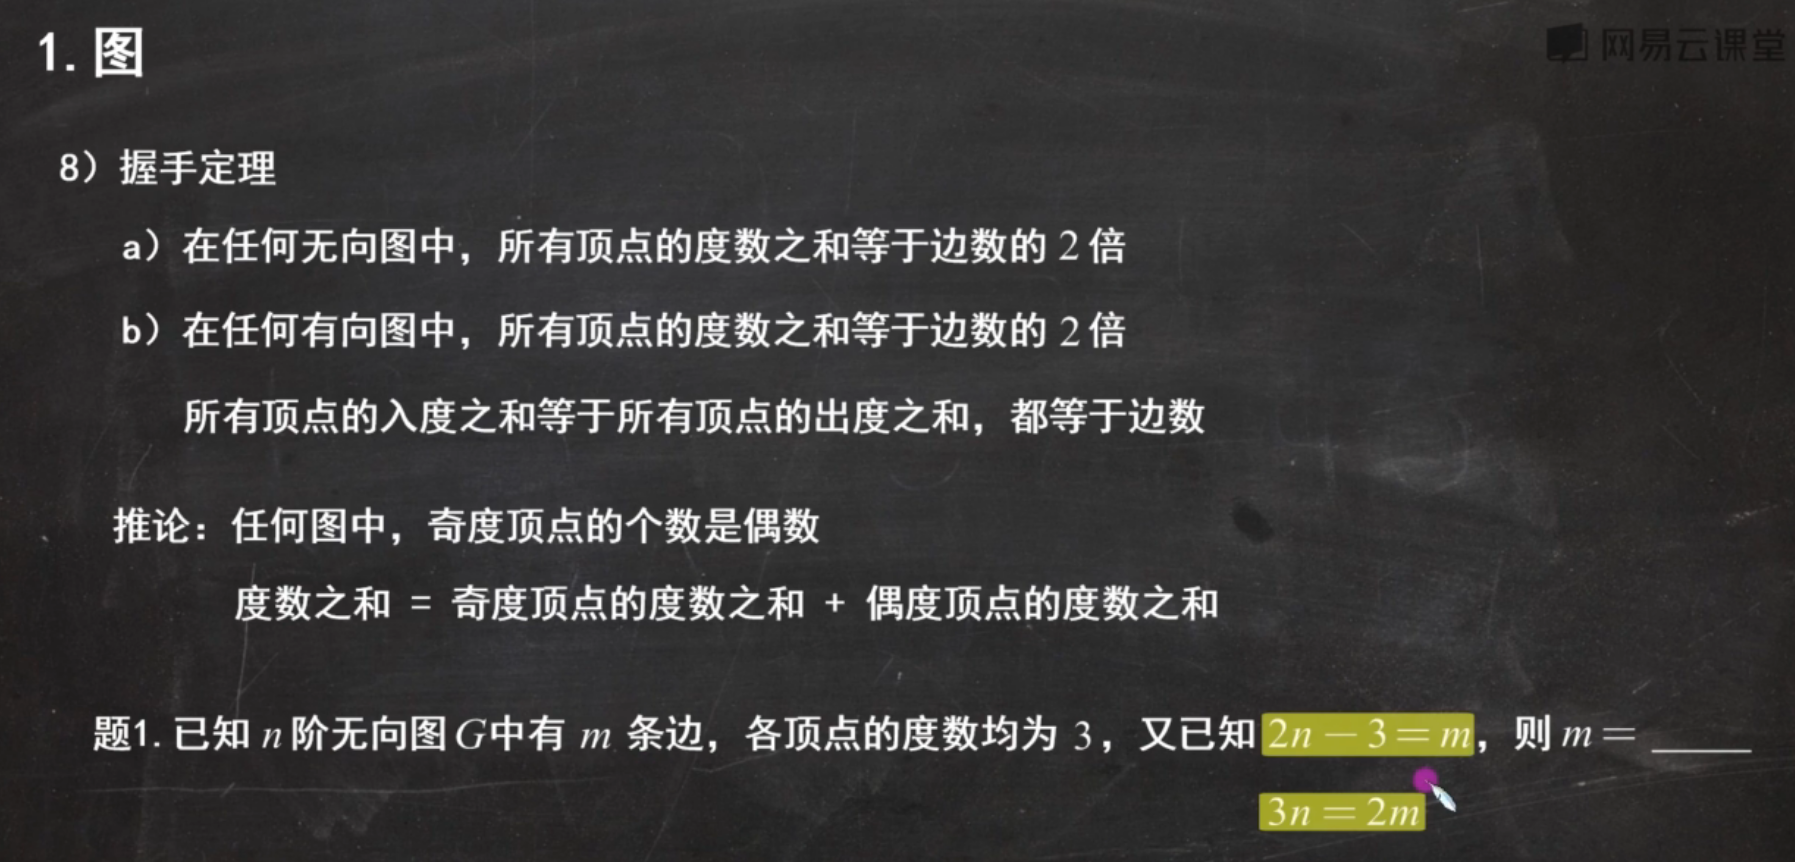 1. 图
网易云课堂
8）握手定理
a）在任何无向图中，所有顶点的度数之和等于边数的 2 倍
b）在任何有向图中，所有顶点的度数之和等于边数的 2 倍
所有顶点的入度之和等于所有顶点的出度之和，都等于边数
推论：任何图中，奇度顶点的个数是偶数
度数之和 = 奇度顶点的度数之和 + 偶度顶点的度数之和
题1. 已知 n 阶无向图 G中有 m 条边，各顶点的度数均为 3，又已知 2n − 3 = m，则 m = _____
3n = 2m